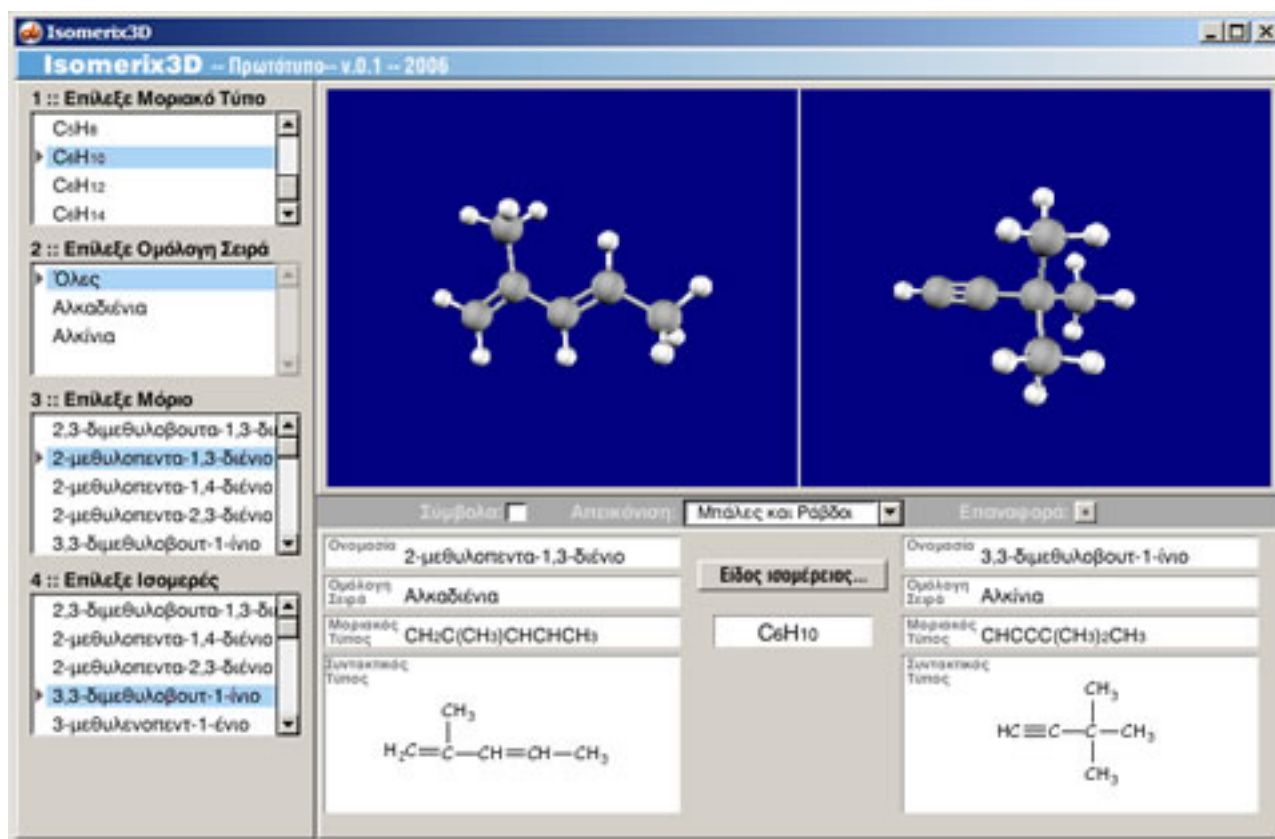 Isomerix3D
Isomerix3D -- Πρωτότυπο-- v.0.1 -- 2006
1 :: Επίλεξε Μοριακό Τύπο
C5H8
C6H10
C6H12
C6H14
2 :: Επίλεξε Ομόλογη Σειρά
Όλες
Αλκαδιένια
Αλκίνια
3 :: Επίλεξε Μόριο
2,3-διμεθυλοβουτα-1,3-δι
2-μεθυλοπεντα-1,3-διένιο
2-μεθυλοπεντα-1,4-διένιο
2-μεθυλοπεντα-2,3-διένιο
3,3-διμεθυλοβουτ-1-ίνιο
4 :: Επίλεξε Ισομερές
2,3-διμεθυλοβουτα-1,3-δι
2-μεθυλοπεντα-1,4-διένιο
2-μεθυλοπεντα-2,3-διένιο
3,3-διμεθυλοβουτ-1-ίνιο
3-μεθυλενοπεντ-1-ένιο
Σύμβολα: Απεικόνιση: Μπάλες και Ράβδοι Επαναφορά:
Ονομασία 2-μεθυλοπεντα-1,3-διένιο
Ομόλογη Σειρά Αλκαδιένια
Μοριακός Τύπος CH2C(CH3)CHCHCH3
Συντακτικός Τύπος
CH3
H2C=C—CH=CH—CH3
Είδος ισομέρειας...
C6H10
Ονομασία 3,3-διμεθυλοβουτ-1-ίνιο
Ομόλογη Σειρά Αλκίνια
Μοριακός Τύπος CHCCC(CH3)2CH3
Συντακτικός Τύπος
CH3
HC≡C—C—CH3
CH3